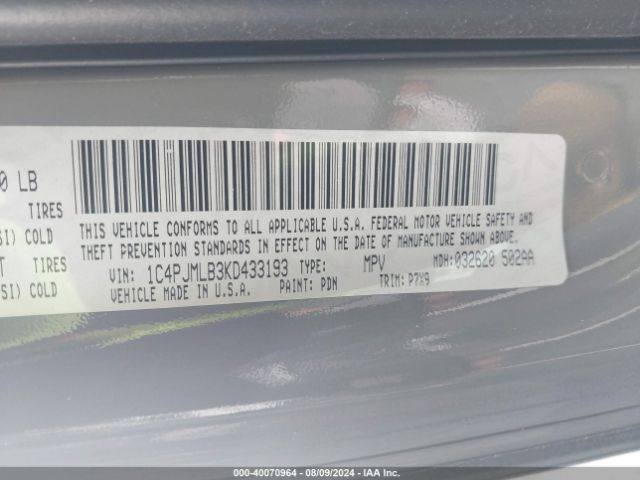 0 LB
TIRES
SI) COLD
T TIRES
SI) COLD
THIS VEHICLE CONFORMS TO ALL APPLICABLE U.S.A. FEDERAL MOTOR VEHICLE SAFETY AND
THEFT PREVENTION STANDARDS IN EFFECT ON THE DATE OF MANUFACTURE SHOWN ABOVE.
VIN: 1C4PJMLB3KD433193 TYPE: MPV MDH: 032620 502AA
VEHICLE MADE IN U.S.A. PAINT: PDN TRIM: P7X9
000-40070964 - 08/09/2024 - IAA